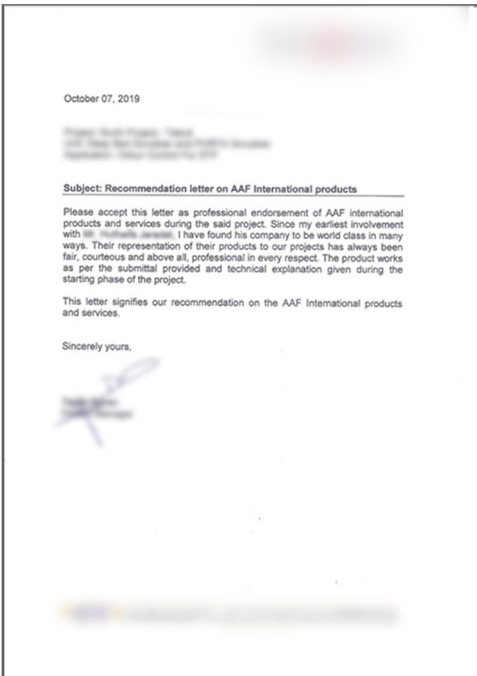 October 07, 2019
Subject: Recommendation letter on AAF International products
Please accept this letter as professional endorsement of AAF international
products and services during the said project. Since my earliest involvement
with I have found his company to be world class in many
ways. Their representation of their products to our projects has always been
fair, courteous and above all, professional in every respect. The product works
as per the submittal provided and technical explanation given during the
starting phase of the project.
This letter signifies our recommendation on the AAF International products
and services.
Sincerely yours,